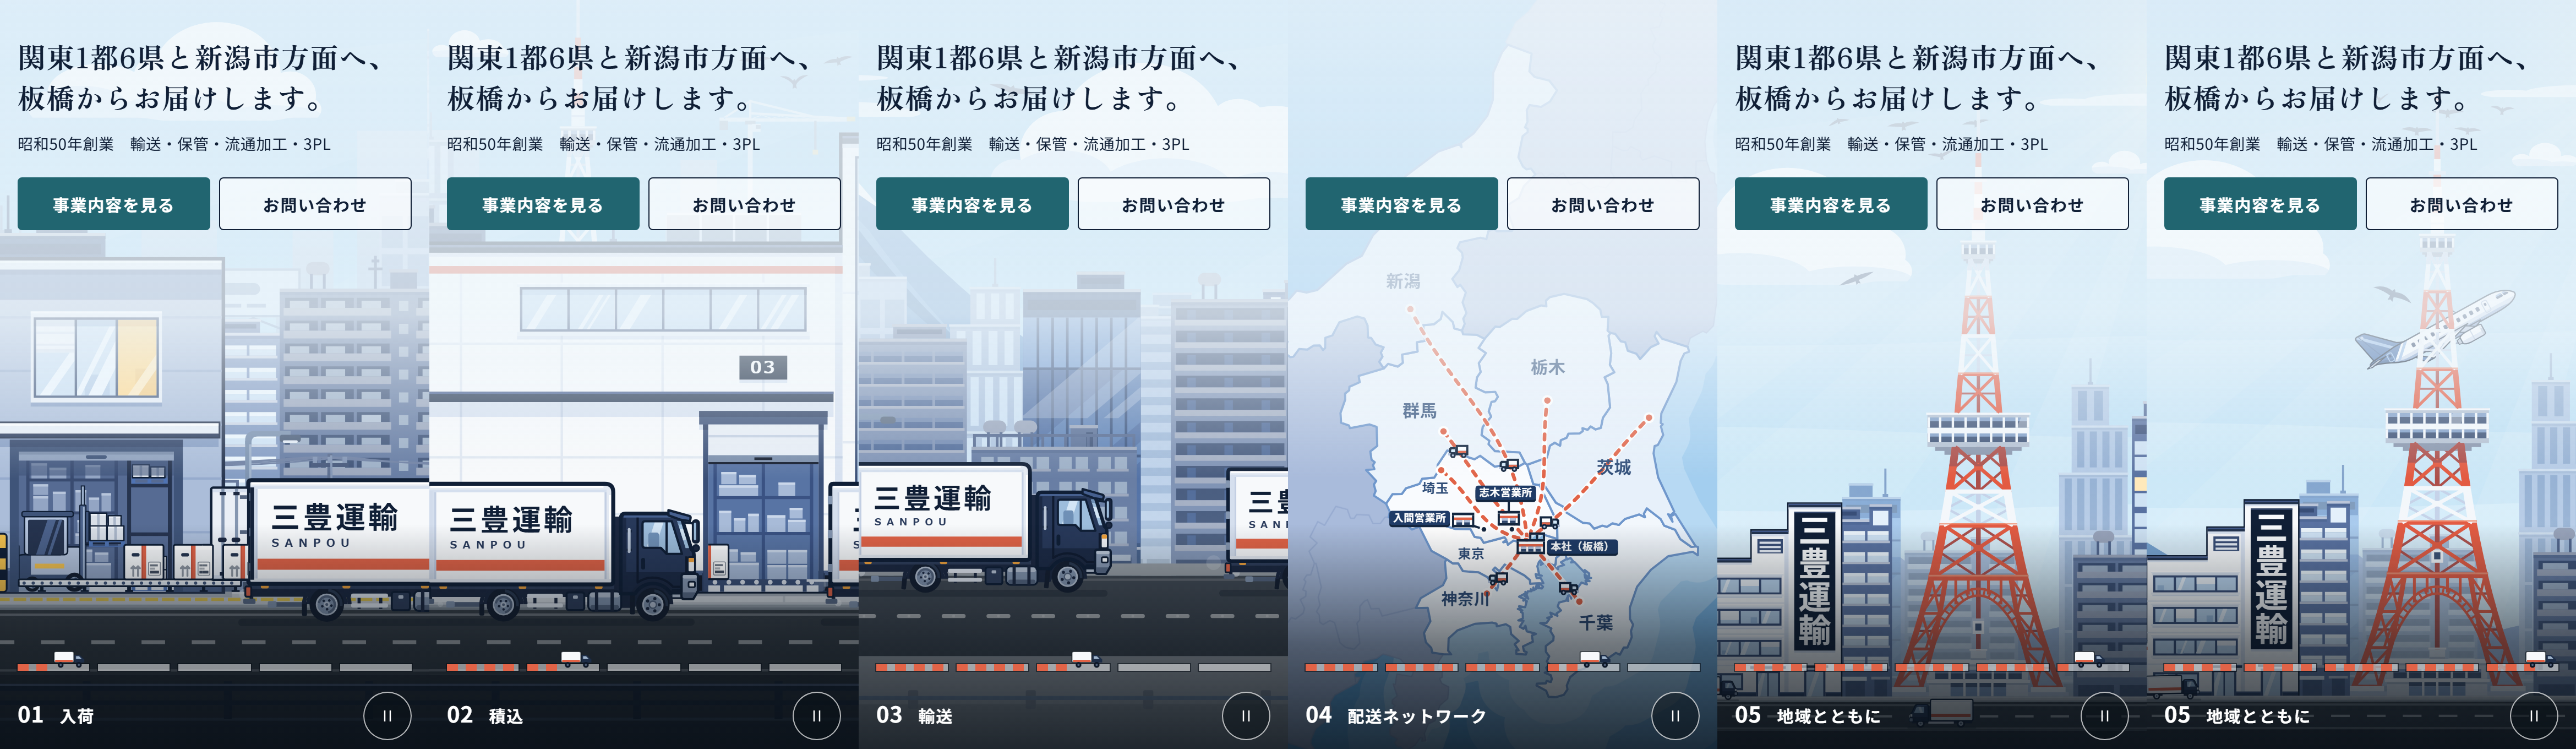 関東1都6県と新潟市方面へ、
板橋からお届けします。
昭和50年創業　輸送・保管・流通加工・3PL
事業内容を見る
お問い合わせ
三豊運輸
SANPOU
01 入荷
関東1都6県と新潟市方面へ、
板橋からお届けします。
昭和50年創業　輸送・保管・流通加工・3PL
事業内容を見る
お問い合わせ
03
三豊運輸
SANPOU
02 積込
関東1都6県と新潟市方面へ、
板橋からお届けします。
昭和50年創業　輸送・保管・流通加工・3PL
事業内容を見る
お問い合わせ
三豊運輸
SANPOU
三
SAN
03 輸送
事業内容を見る
お問い合わせ
新潟
栃木
群馬
茨城
埼玉
志木営業所
入間営業所
東京
本社（板橋）
神奈川
千葉
04 配送ネットワーク
関東1都6県と新潟市方面へ、
板橋からお届けします。
昭和50年創業　輸送・保管・流通加工・3PL
事業内容を見る
お問い合わせ
三豊運輸
05 地域とともに
関東1都6県と新潟市方面へ、
板橋からお届けします。
昭和50年創業　輸送・保管・流通加工・3PL
事業内容を見る
お問い合わせ
三豊運輸
05 地域とともに